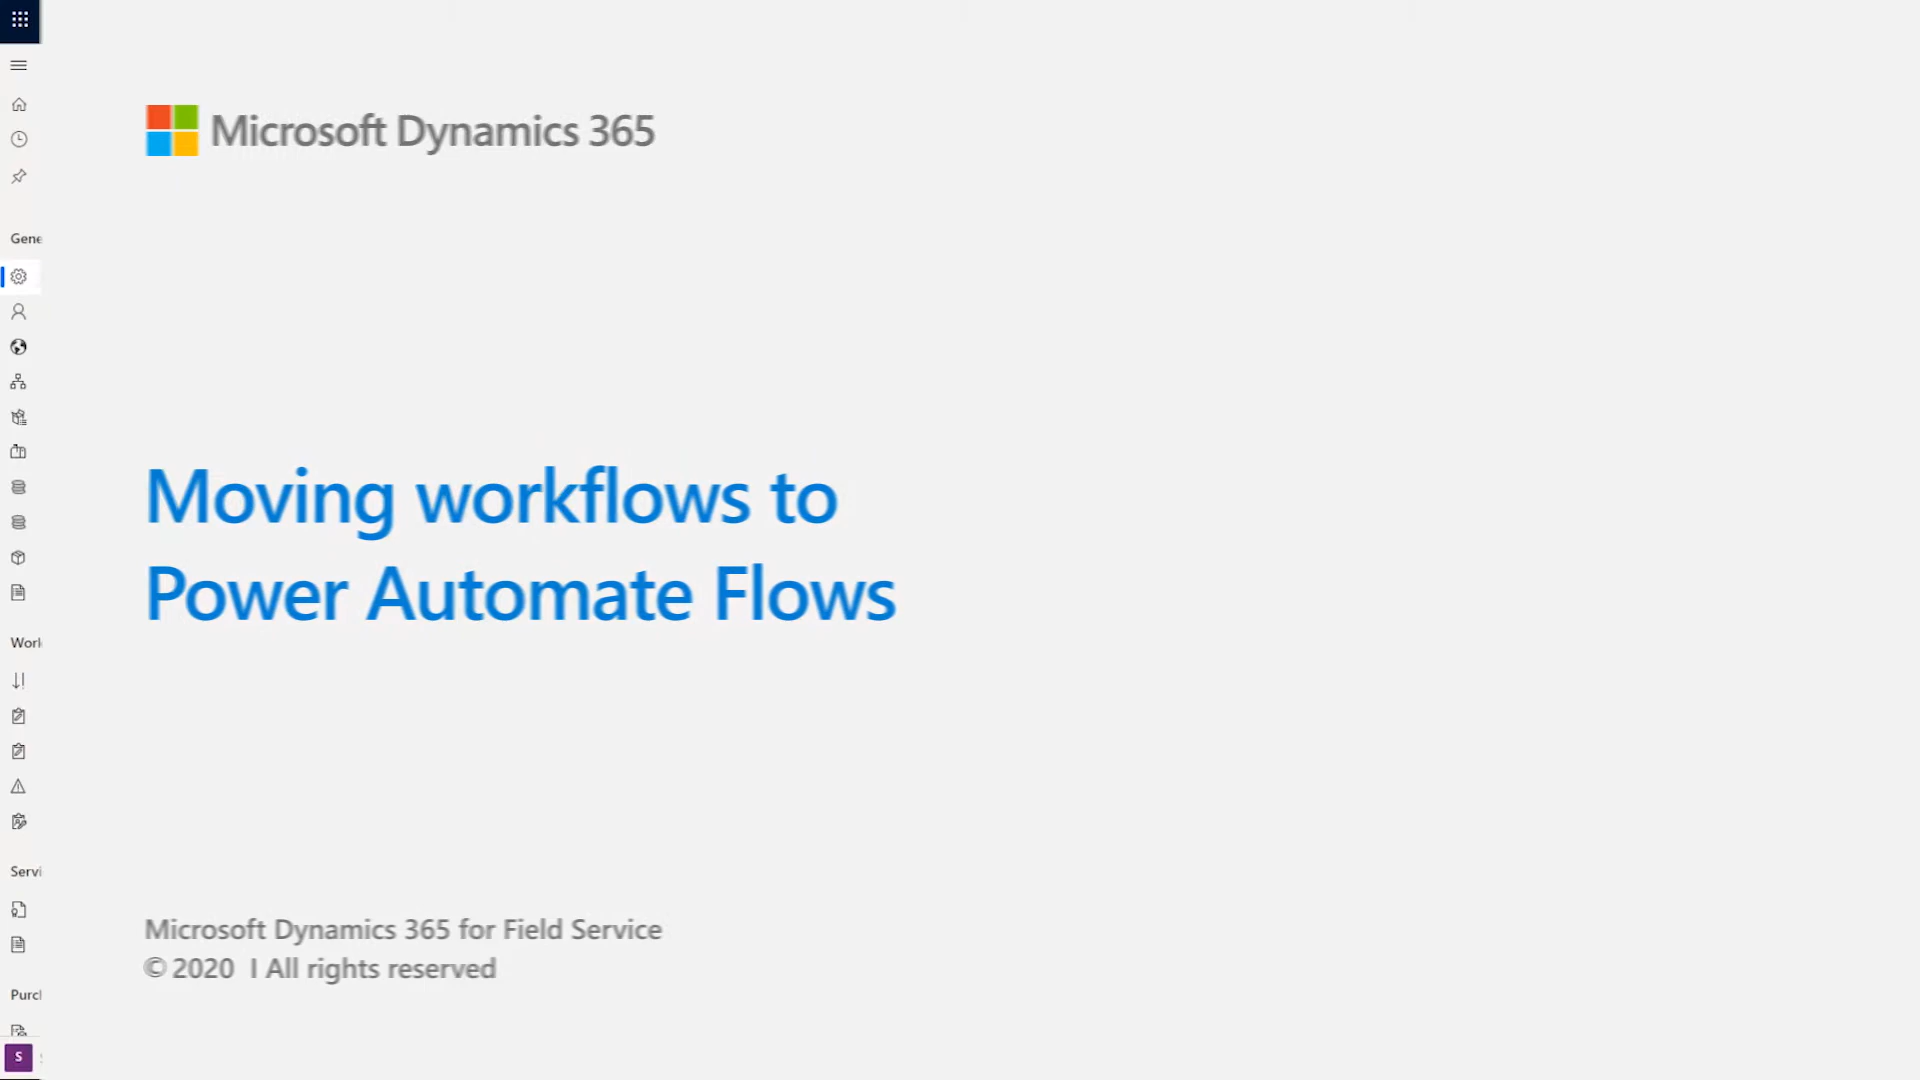 Microsoft Dynamics 365
Gene
Moving workflows to
Power Automate Flows
Work
Servi
Microsoft Dynamics 365 for Field Service
© 2020 I All rights reserved
Purcl
S